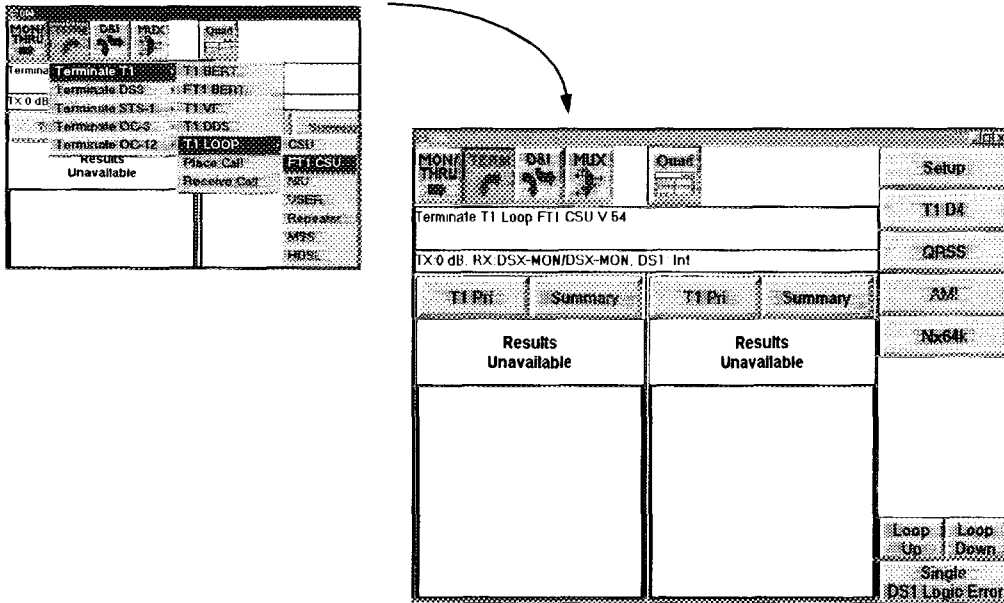 MON/ THRU
TERM
D&I
MUX
Quad
Termina
Terminate T1
Terminate DS3
Terminate STS-1
Terminate OC-3
Terminate OC-12
T1 BERT
FT1 BERT
T1 VF
T1 DDS
T1 LOOP
Place Call
Receive Call
CSU
FT1 CSU
NIU
USER
Repeater
MTS
HDSL
TX 0 dB
Results
Unavailable
MON/ THRU
TERM
D&I
MUX
Quad
Terminate T1 Loop FT1 CSU V 54
TX:0 dB, RX:DSX-MON/DSX-MON, DS1: Int
T1 Pri
Summary
T1 Pri
Summary
Results
Unavailable
Results
Unavailable
Setup
T1 D4
QRSS
AMI
Nx64k
Loop
Up
Loop
Down
Single
DS1 Logic Error